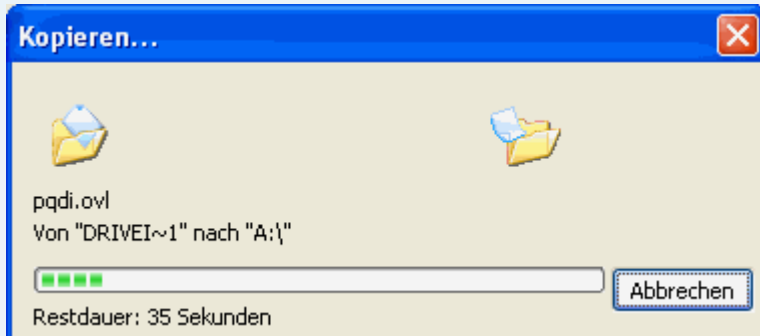 Kopieren...
pqdi.ovl
Von "DRIVEI~1" nach "A:\"
Abbrechen
Restdauer: 35 Sekunden